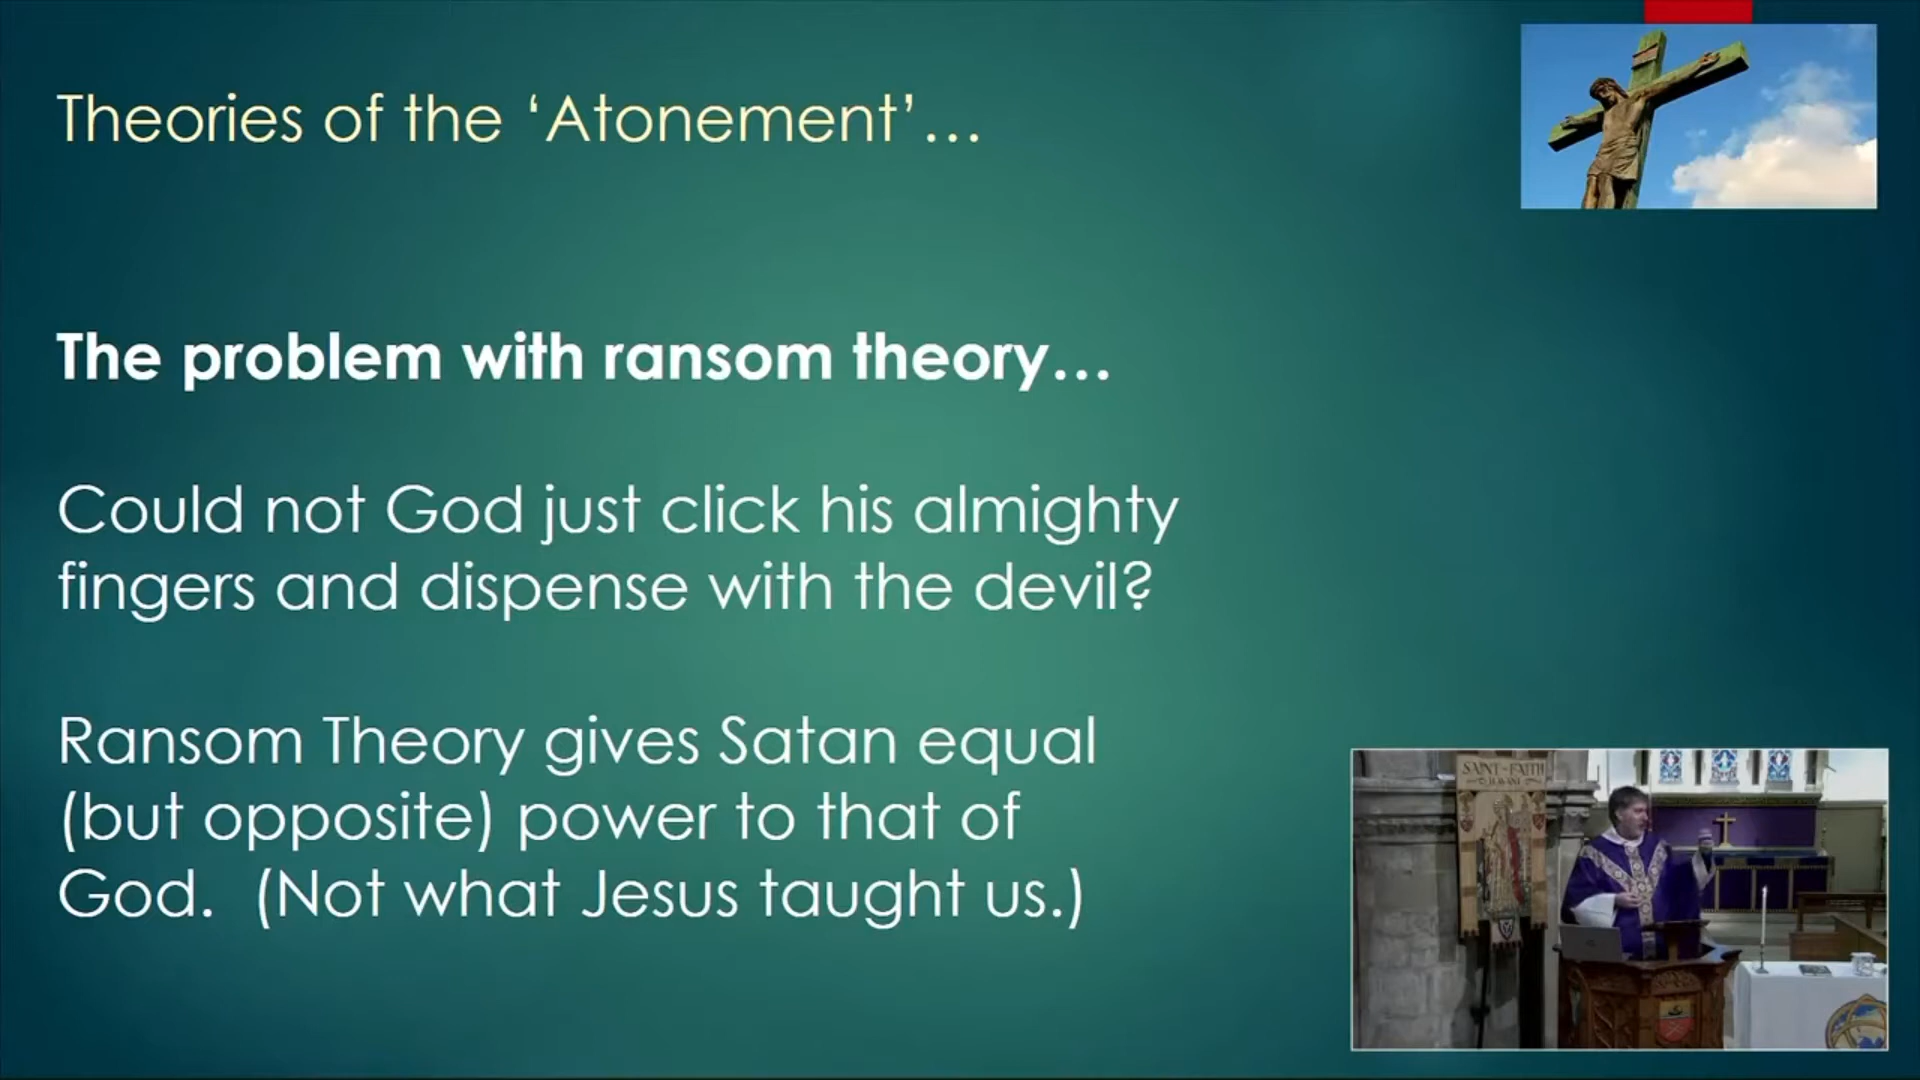 Theories of the ‘Atonement’…
The problem with ransom theory…
Could not God just click his almighty
fingers and dispense with the devil?
Ransom Theory gives Satan equal
(but opposite) power to that of
God.  (Not what Jesus taught us.)
SAINT-FAITH